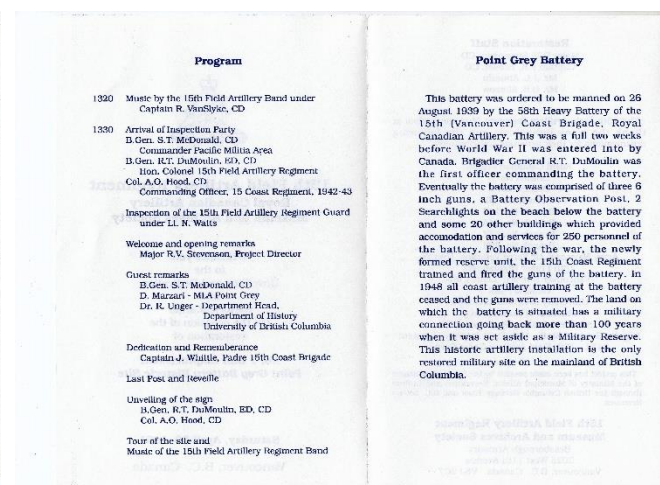 Program
1320 Music by the 15th Field Artillery Band under
Captain R. VanSlyke, CD
1330 Arrival of Inspection Party
B.Gen. S.T. McDonald, CD
Commander Pacific Militia Area
B.Gen. R.T. DuMoulin, ED, CD
Hon. Colonel 15th Field Artillery Regiment
Col. A.O. Hood, CD
Commanding Officer, 15 Coast Regiment, 1942-43
Inspection of the 15th Field Artillery Regiment Guard
under Lt. N. Watts
Welcome and opening remarks
Major R.V. Stevenson, Project Director
Guest remarks
B.Gen. S.T. McDonald, CD
D. Marzari - MLA Point Grey
Dr. R. Unger - Department Head,
Department of History
University of British Columbia
Dedication and Rememberance
Captain J. Whittle, Padre 15th Coast Brigade
Last Post and Reveille
Unveiling of the sign
B.Gen. R.T. DuMoulin, ED, CD
Col. A.O. Hood, CD
Tour of the site and
Music of the 15th Field Artillery Regiment Band
Point Grey Battery
This battery was ordered to be manned on 26
August 1939 by the 58th Heavy Battery of the
15th (Vancouver) Coast Brigade, Royal
Canadian Artillery. This was a full two weeks
before World War II was entered into by
Canada. Brigadier General R.T. DuMoulin was
the first officer commanding the battery.
Eventually the battery was comprised of three 6
inch guns, a Battery Observation Post, 2
Searchlights on the beach below the battery
and some 20 other buildings which provided
accomodation and services for 250 personnel of
the battery. Following the war, the newly
formed reserve unit, the 15th Coast Regiment
trained and fired the guns of the battery. In
1948 all coast artillery training at the battery
ceased and the guns were removed. The land on
which the battery is situated has a military
connection going back more than 100 years
when it was set aside as a Military Reserve.
This historic artillery installation is the only
restored military site on the mainland of British
Columbia.